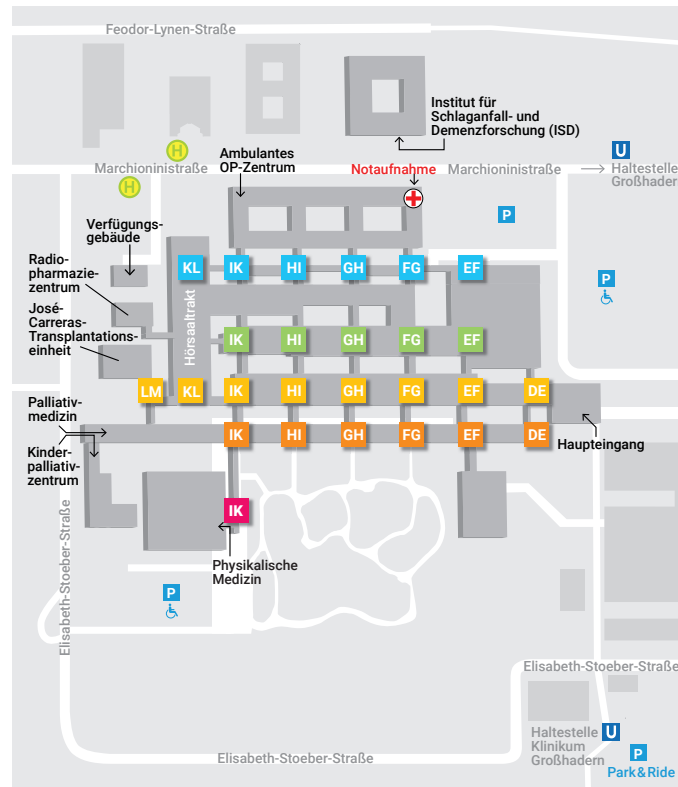 Feodor-Lynen-Straße
Institut für
Schlaganfall- und
Demenzforschung (ISD)
H
U
Marchioninistraße
Ambulantes
OP-Zentrum
Notaufnahme
Marchioninistraße
Haltestelle
Großhader
H
P
Verfügungs-
gebäude
Radio-
pharmazie-
zentrum
KL IK HI GH FG EF
P
José-
Carreras-
Transplantations-
einheit
Hörsaaltrakt
IK HI GH FG EF
LM KL IK HI GH FG EF DE
Palliativ-
medizin
IK HI GH FG EF DE
Haupteingang
Kinder-
palliativ-
zentrum
IK
Physikalische
Medizin
Elisabeth-Stoeber-Straße
P
Elisabeth-Stoeber-Straße
Haltestelle U
Klinikum
Großhadern
P
Park&Ride
Elisabeth-Stoeber-Straße